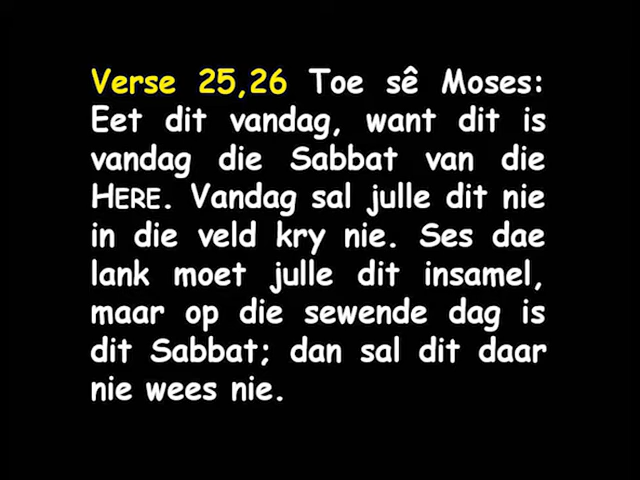 Verse 25,26 Toe sê Moses:
Eet dit vandag, want dit is
vandag die Sabbat van die
HERE. Vandag sal julle dit nie
in die veld kry nie. Ses dae
lank moet julle dit insamel,
maar op die sewende dag is
dit Sabbat; dan sal dit daar
nie wees nie.